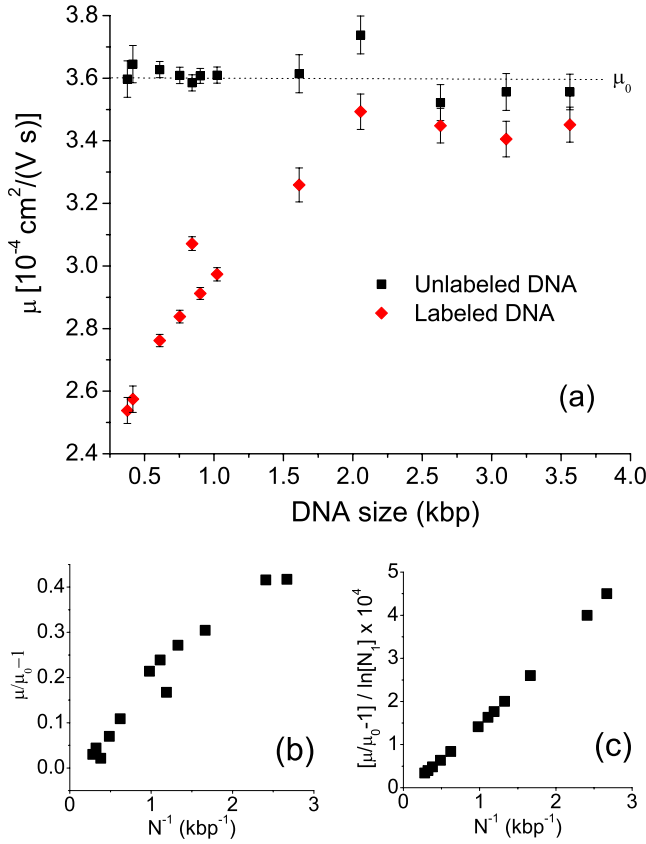 3.8
3.6
3.4
3.2
3.0
2.8
2.6
2.4
μ [10⁻⁴ cm²/(V s)]
μ₀
Unlabeled DNA
Labeled DNA
(a)
0.5 1.0 1.5 2.0 2.5 3.0 3.5 4.0
DNA size (kbp)
0.4
0.3
0.2
0.1
0.0
μ/μ₀-1
(b)
0 1 2 3
N⁻¹ (kbp⁻¹)
5
4
3
2
1
0
[μ/μ₀-1] / ln[N₁] x 10⁴
(c)
0 1 2 3
N⁻¹ (kbp⁻¹)